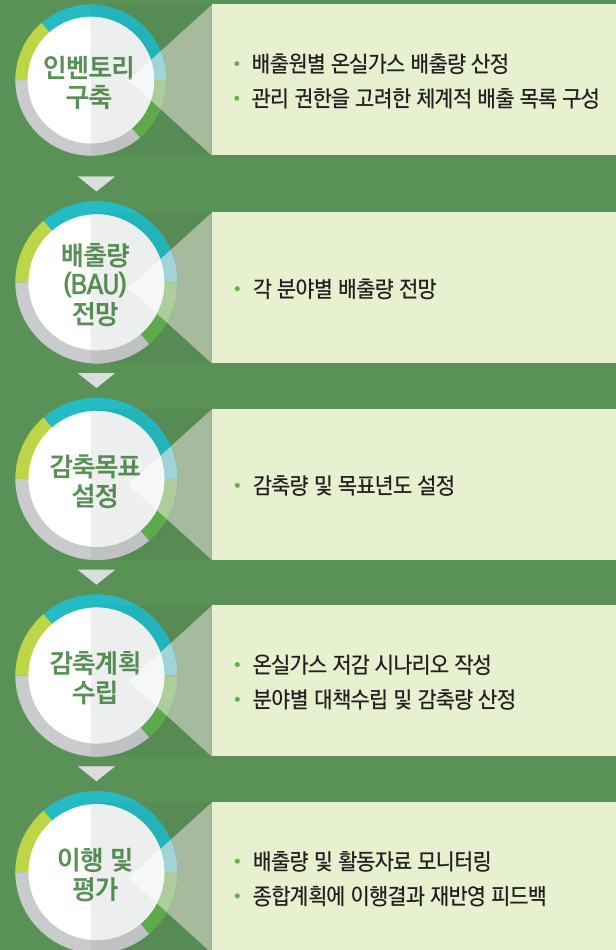 인벤토리
구축
• 배출원별 온실가스 배출량 산정
• 관리 권한을 고려한 체계적 배출 목록 구성
배출량
(BAU)
전망
• 각 분야별 배출량 전망
감축목표
설정
• 감축량 및 목표년도 설정
감축계획
수립
• 온실가스 저감 시나리오 작성
• 분야별 대책수립 및 감축량 산정
이행 및
평가
• 배출량 및 활동자료 모니터링
• 종합계획에 이행결과 재반영 피드백